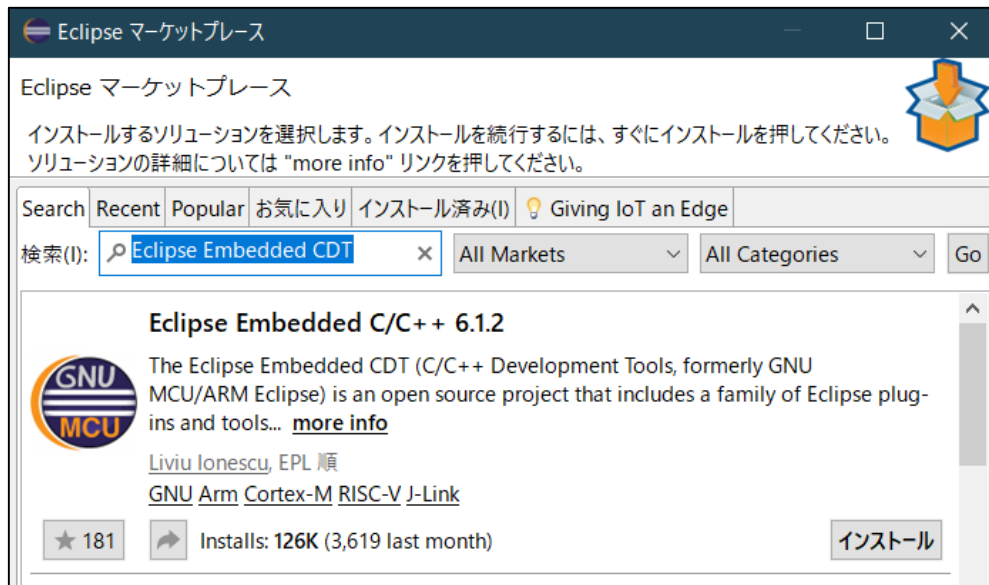 Eclipse マーケットプレース
Eclipse マーケットプレース
インストールするソリューションを選択します。インストールを続行するには、すぐにインストールを押してください。
ソリューションの詳細については "more info" リンクを押してください。
Search Recent Popular お気に入り インストール済み(I) Giving IoT an Edge
検索(I): Eclipse Embedded CDT All Markets All Categories Go
Eclipse Embedded C/C++ 6.1.2
The Eclipse Embedded CDT (C/C++ Development Tools, formerly GNU
MCU/ARM Eclipse) is an open source project that includes a family of Eclipse plug-
ins and tools... more info
GNU
MCU
Liviu Ionescu, EPL 順
GNU Arm Cortex-M RISC-V J-Link
181 Installs: 126K (3,619 last month) インストール